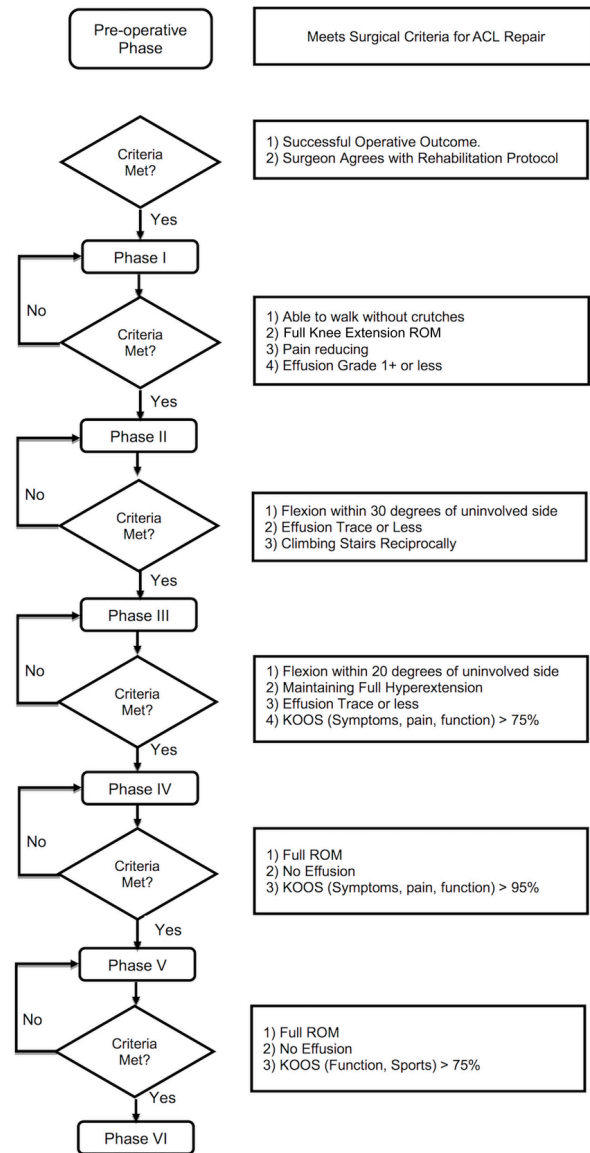 Pre-operative
Phase
Meets Surgical Criteria for ACL Repair
Criteria
Met?
1) Successful Operative Outcome.
2) Surgeon Agrees with Rehabilitation Protocol
Yes
Phase I
No
Criteria
Met?
1) Able to walk without crutches
2) Full Knee Extension ROM
3) Pain reducing
4) Effusion Grade 1+ or less
Yes
Phase II
No
Criteria
Met?
1) Flexion within 30 degrees of uninvolved side
2) Effusion Trace or Less
3) Climbing Stairs Reciprocally
Yes
Phase III
No
Criteria
Met?
1) Flexion within 20 degrees of uninvolved side
2) Maintaining Full Hyperextension
3) Effusion Trace or less
4) KOOS (Symptoms, pain, function) > 75%
Yes
Phase IV
No
Criteria
Met?
1) Full ROM
2) No Effusion
3) KOOS (Symptoms, pain, function) > 95%
Yes
Phase V
No
Criteria
Met?
1) Full ROM
2) No Effusion
3) KOOS (Function, Sports) > 75%
Yes
Phase VI